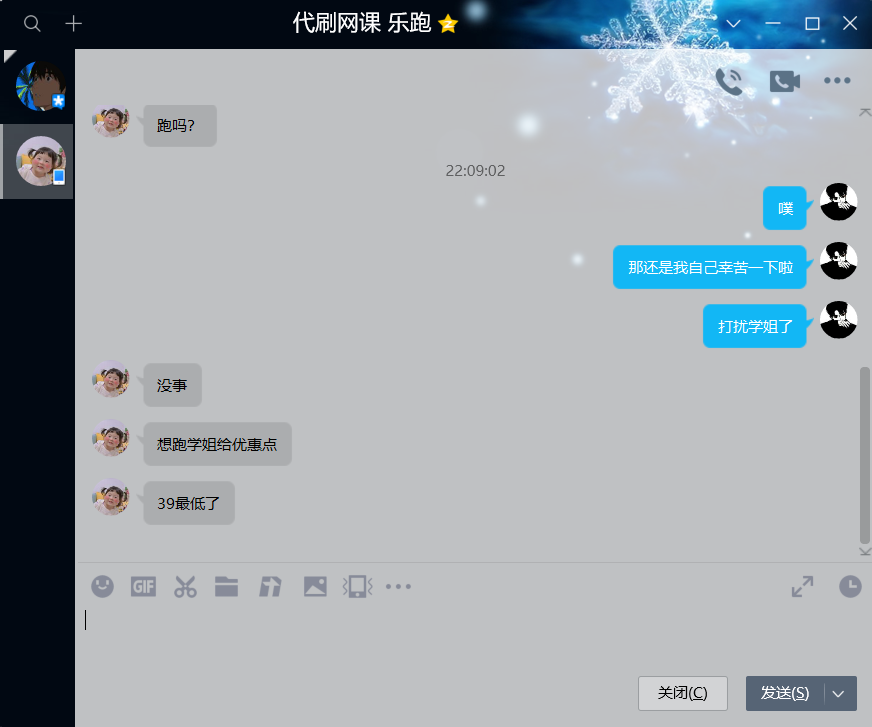 代刷网课 乐跑
跑吗?
22:09:02
噗
那还是我自己幸苦一下啦
打扰学姐了
没事
想跑学姐给优惠点
39最低了
GIF
关闭(C)
发送(S)